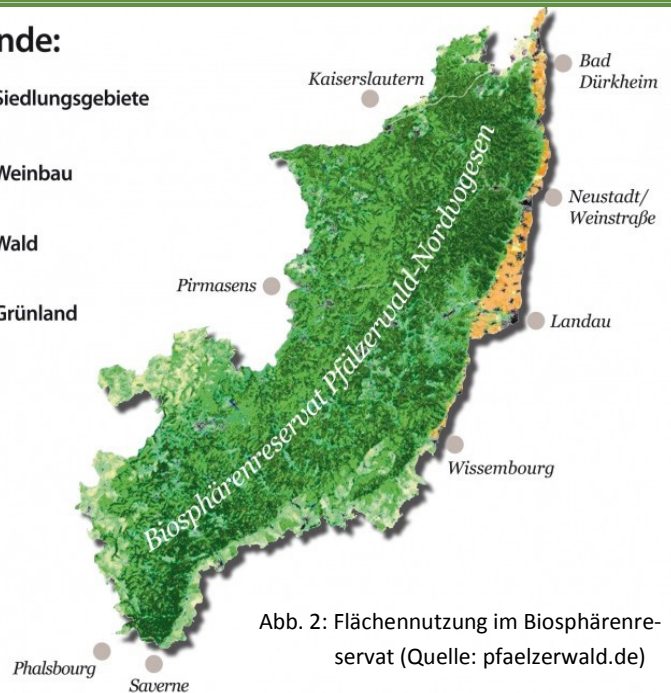 nde:
Siedlungsgebiete
Weinbau
Wald
Grünland
Kaiserslautern
Bad
Dürkheim
Neustadt/
Weinstraße
Pirmasens
Landau
Biosphärenreservat Pfälzerwald-Nordvogesen
Wissembourg
Phalsbourg
Saverne
Abb. 2: Flächennutzung im Biosphärenre-
servat (Quelle: pfaelzerwald.de)